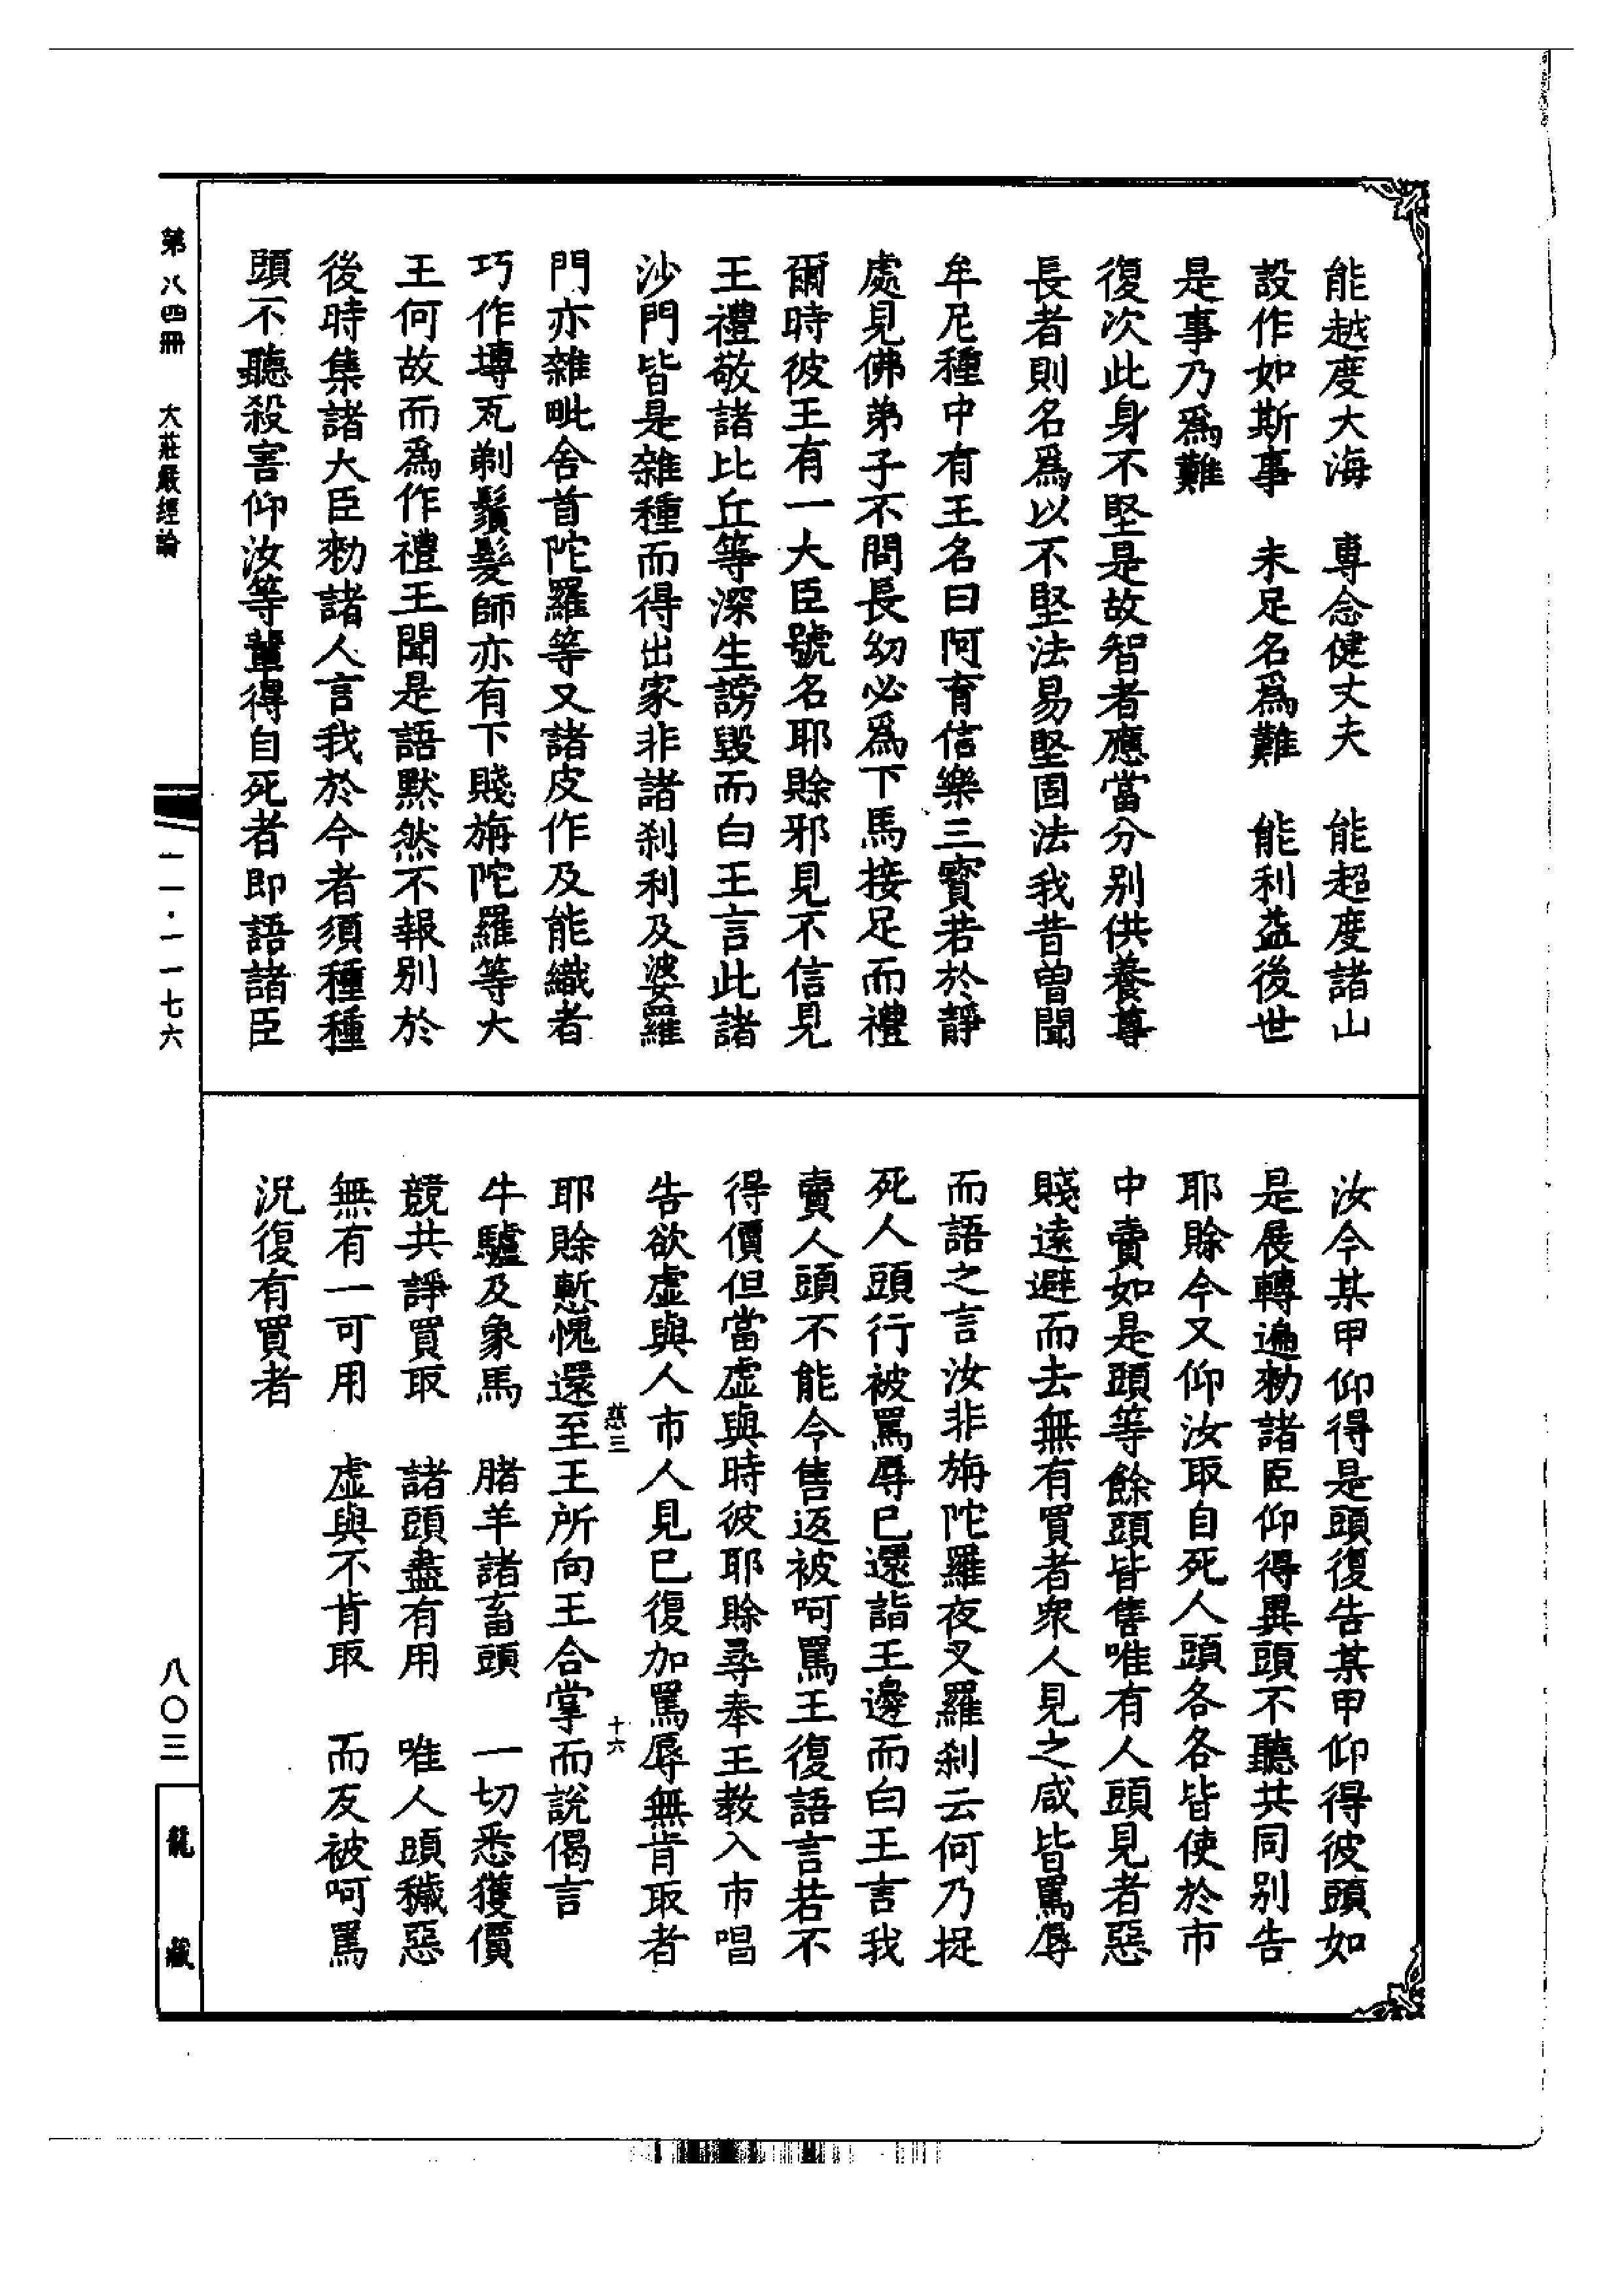 能越度大海　專念健丈夫　能超度諸山
設作如斯事　未足名爲難　能利益後世
是事乃爲難
復次此身不堅是故智者應當分别供養尊
長者則名爲以不堅法易堅固法我昔曽聞
牟尼種中有王名曰阿育信樂三寳若於靜
處見佛弟子不問長幼必爲下馬接足而禮
爾時彼王有一大臣號名耶賖邪見不信見
王禮敬諸比丘等深生謗毀而白王言此諸
沙門皆是雜種而得出家非諸刹利及婆羅
門亦雜毗舍首陀羅等又諸皮作及能織者
巧作塼瓦剃鬚髮師亦有下賤旃陀羅等大
王何故而爲作禮王聞是語默然不報别於
後時集諸大臣勑諸人言我於今者須種種
頭不聽殺害仰汝等輩得自死者即語諸臣
第八四冊　大莊嚴經論
一一·一一七六
汝今某甲仰得是頭復告某甲仰得彼頭如
是展轉遍勑諸臣仰得異頭不聽共同别告
耶賖今又仰汝取自死人頭各各皆使於市
中賣如是頭等餘頭皆售唯有人頭見者惡
賤遠避而去無有買者衆人見之咸皆罵辱
而語之言汝非旃陀羅夜叉羅刹云何乃捉
死人頭行被罵辱已還詣王邊而白王言我
賣人頭不能令售返被呵罵王復語言若不
得價但當虛與時彼耶賖尋奉王教入市唱
告欲虛與人市人見已復加罵辱無肯取者
慈三　十六
耶賖慙愧還至王所向王合掌而說偈言
牛驢及象馬　腊羊諸畜頭　一切悉獲價
競共諍買取　諸頭盡有用　唯人頭穢惡
無有一可用　虛與不肯取　而反被呵罵
況復有買者
八〇三
龍藏